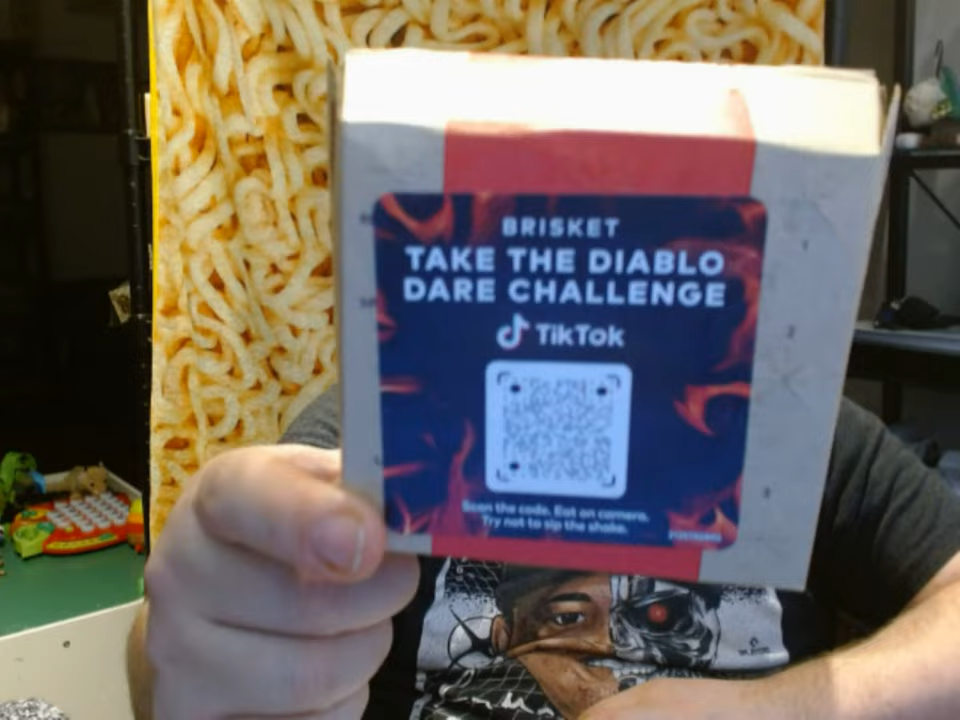 BRISKET
TAKE THE DIABLO
DARE CHALLENGE
TikTok
Scan the code. Eat on camera.
Try not to sip the shake.